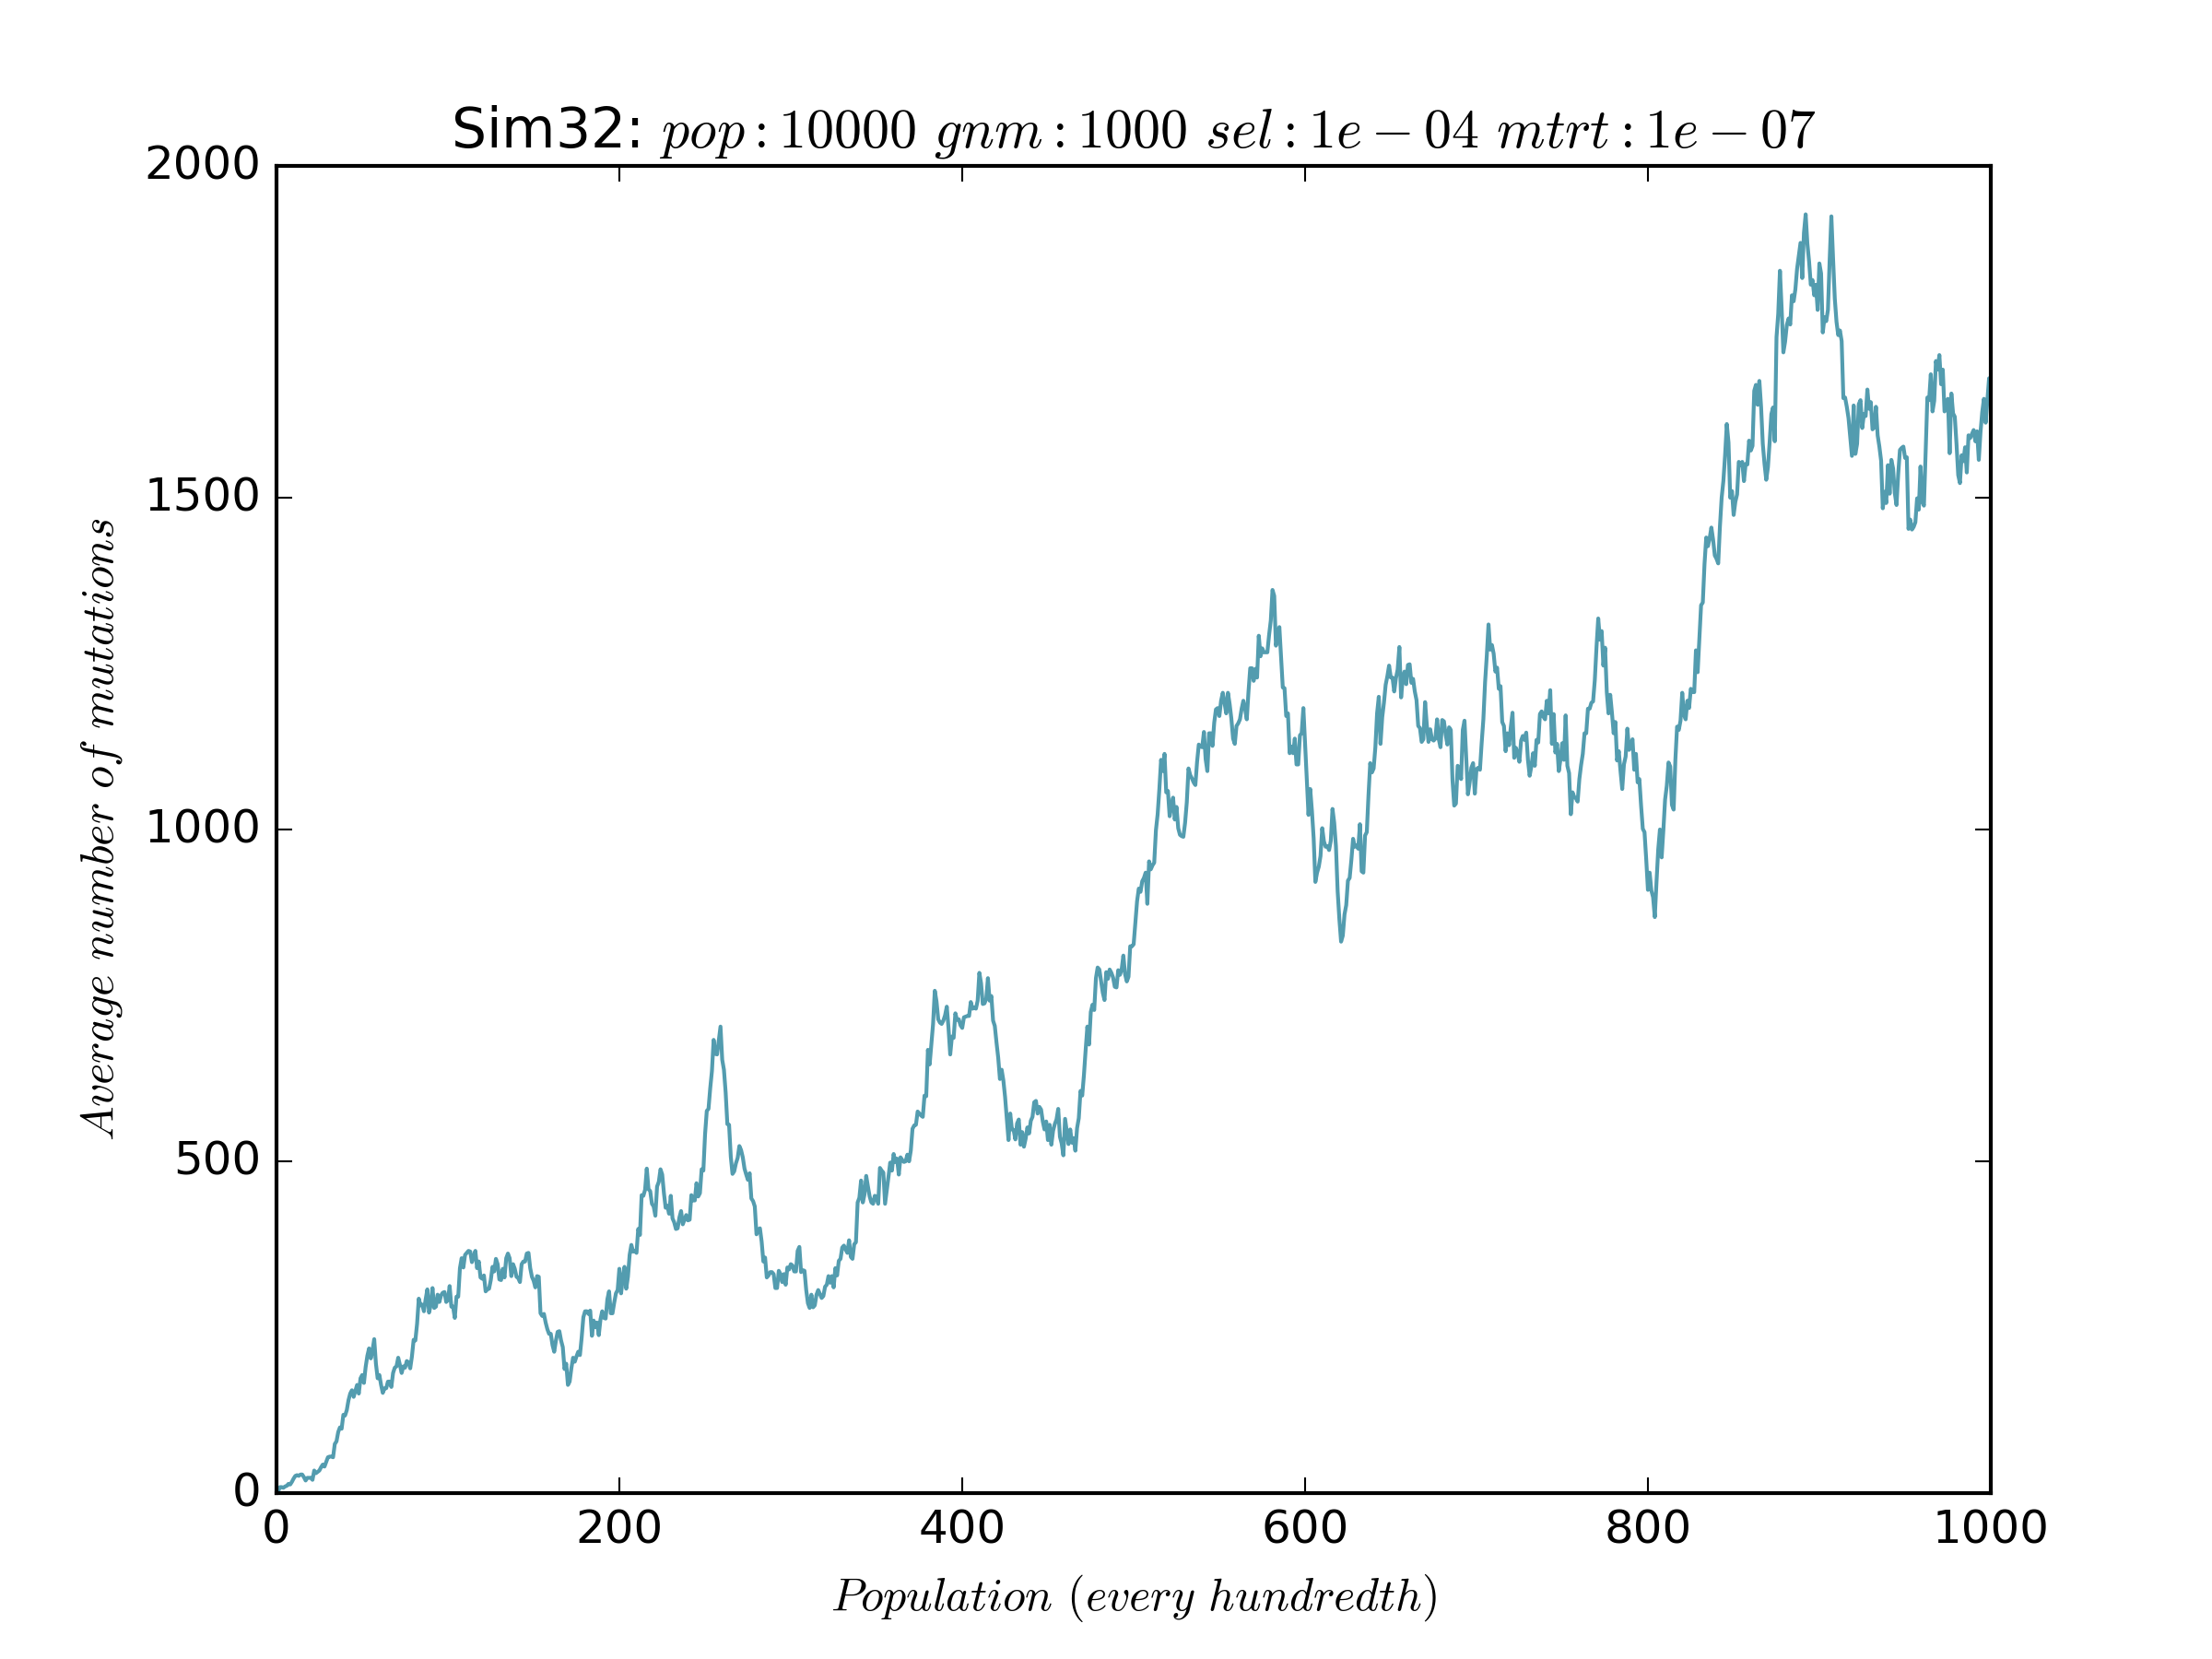 Sim32: pop : 10000 gnm : 1000 sel : 1e − 04 mtrt : 1e − 07
2000
1500
1000
500
0
Average number of mutations
0 200 400 600 800 1000
Population (every hundredth)